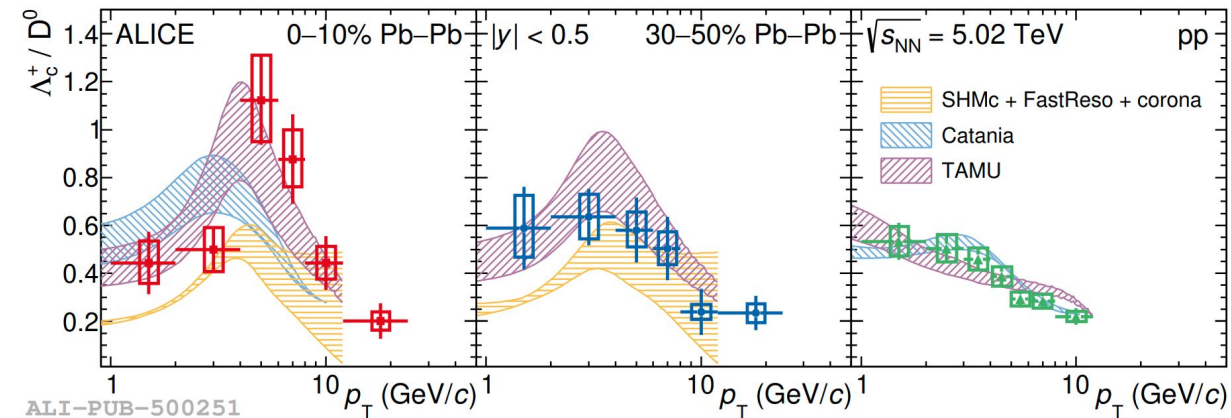 Λc+ / D0
1.4
1.2
1
0.8
0.6
0.4
0.2
ALICE
0–10% Pb–Pb
|y| < 0.5
30–50% Pb–Pb
√sNN = 5.02 TeV
pp
SHMc + FastReso + corona
Catania
TAMU
1
10
pT (GeV/c)
1
10
pT (GeV/c)
1
10
pT (GeV/c)
ALI-PUB-500251